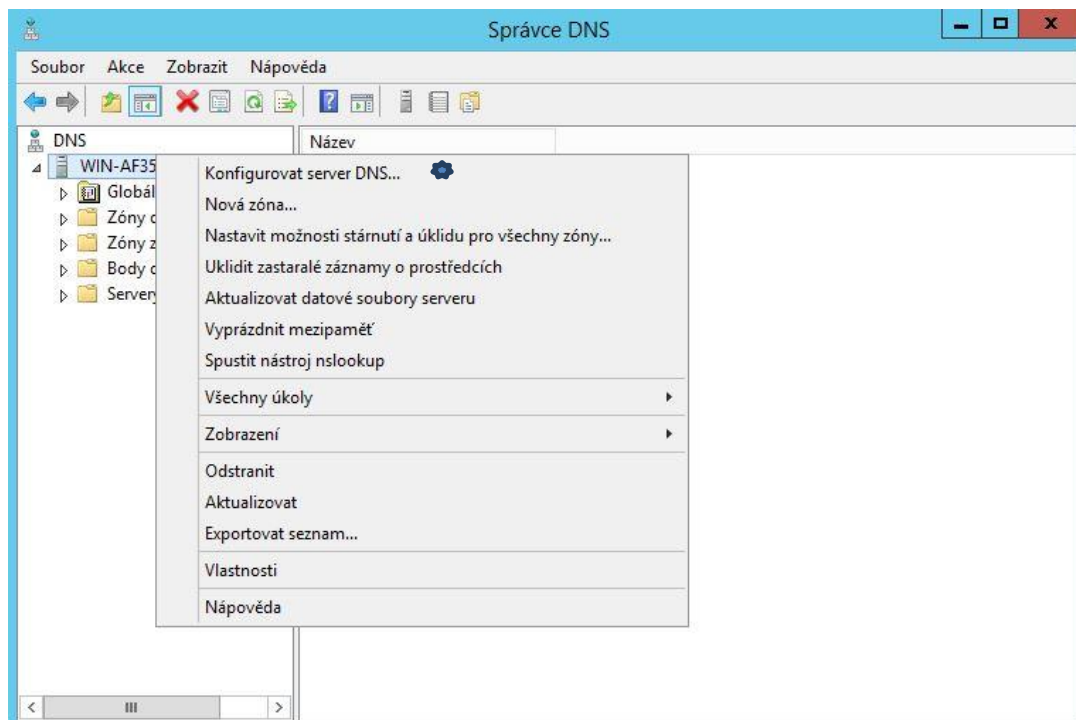 Správce DNS
Soubor Akce Zobrazit Nápověda
DNS
Název
WIN-AF35
Globál
Zóny
Zóny z
Body
Servery
Konfigurovat server DNS...
Nová zóna...
Nastavit možnosti stárnutí a úklidu pro všechny zóny...
Uklidit zastaralé záznamy o prostředcích
Aktualizovat datové soubory serveru
Vyprázdnit mezipaměť
Spustit nástroj nslookup
Všechny úkoly
Zobrazení
Odstranit
Aktualizovat
Exportovat seznam...
Vlastnosti
Nápověda